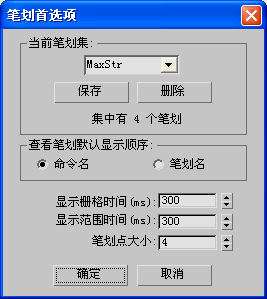 笔划首选项
当前笔划集:
MaxStr
保存 删除
集中有 4 个笔划
查看笔划默认显示顺序:
命令名 笔划名
显示栅格时间(ms): 300
显示范围时间(ms): 300
笔划点大小: 4
确定 取消